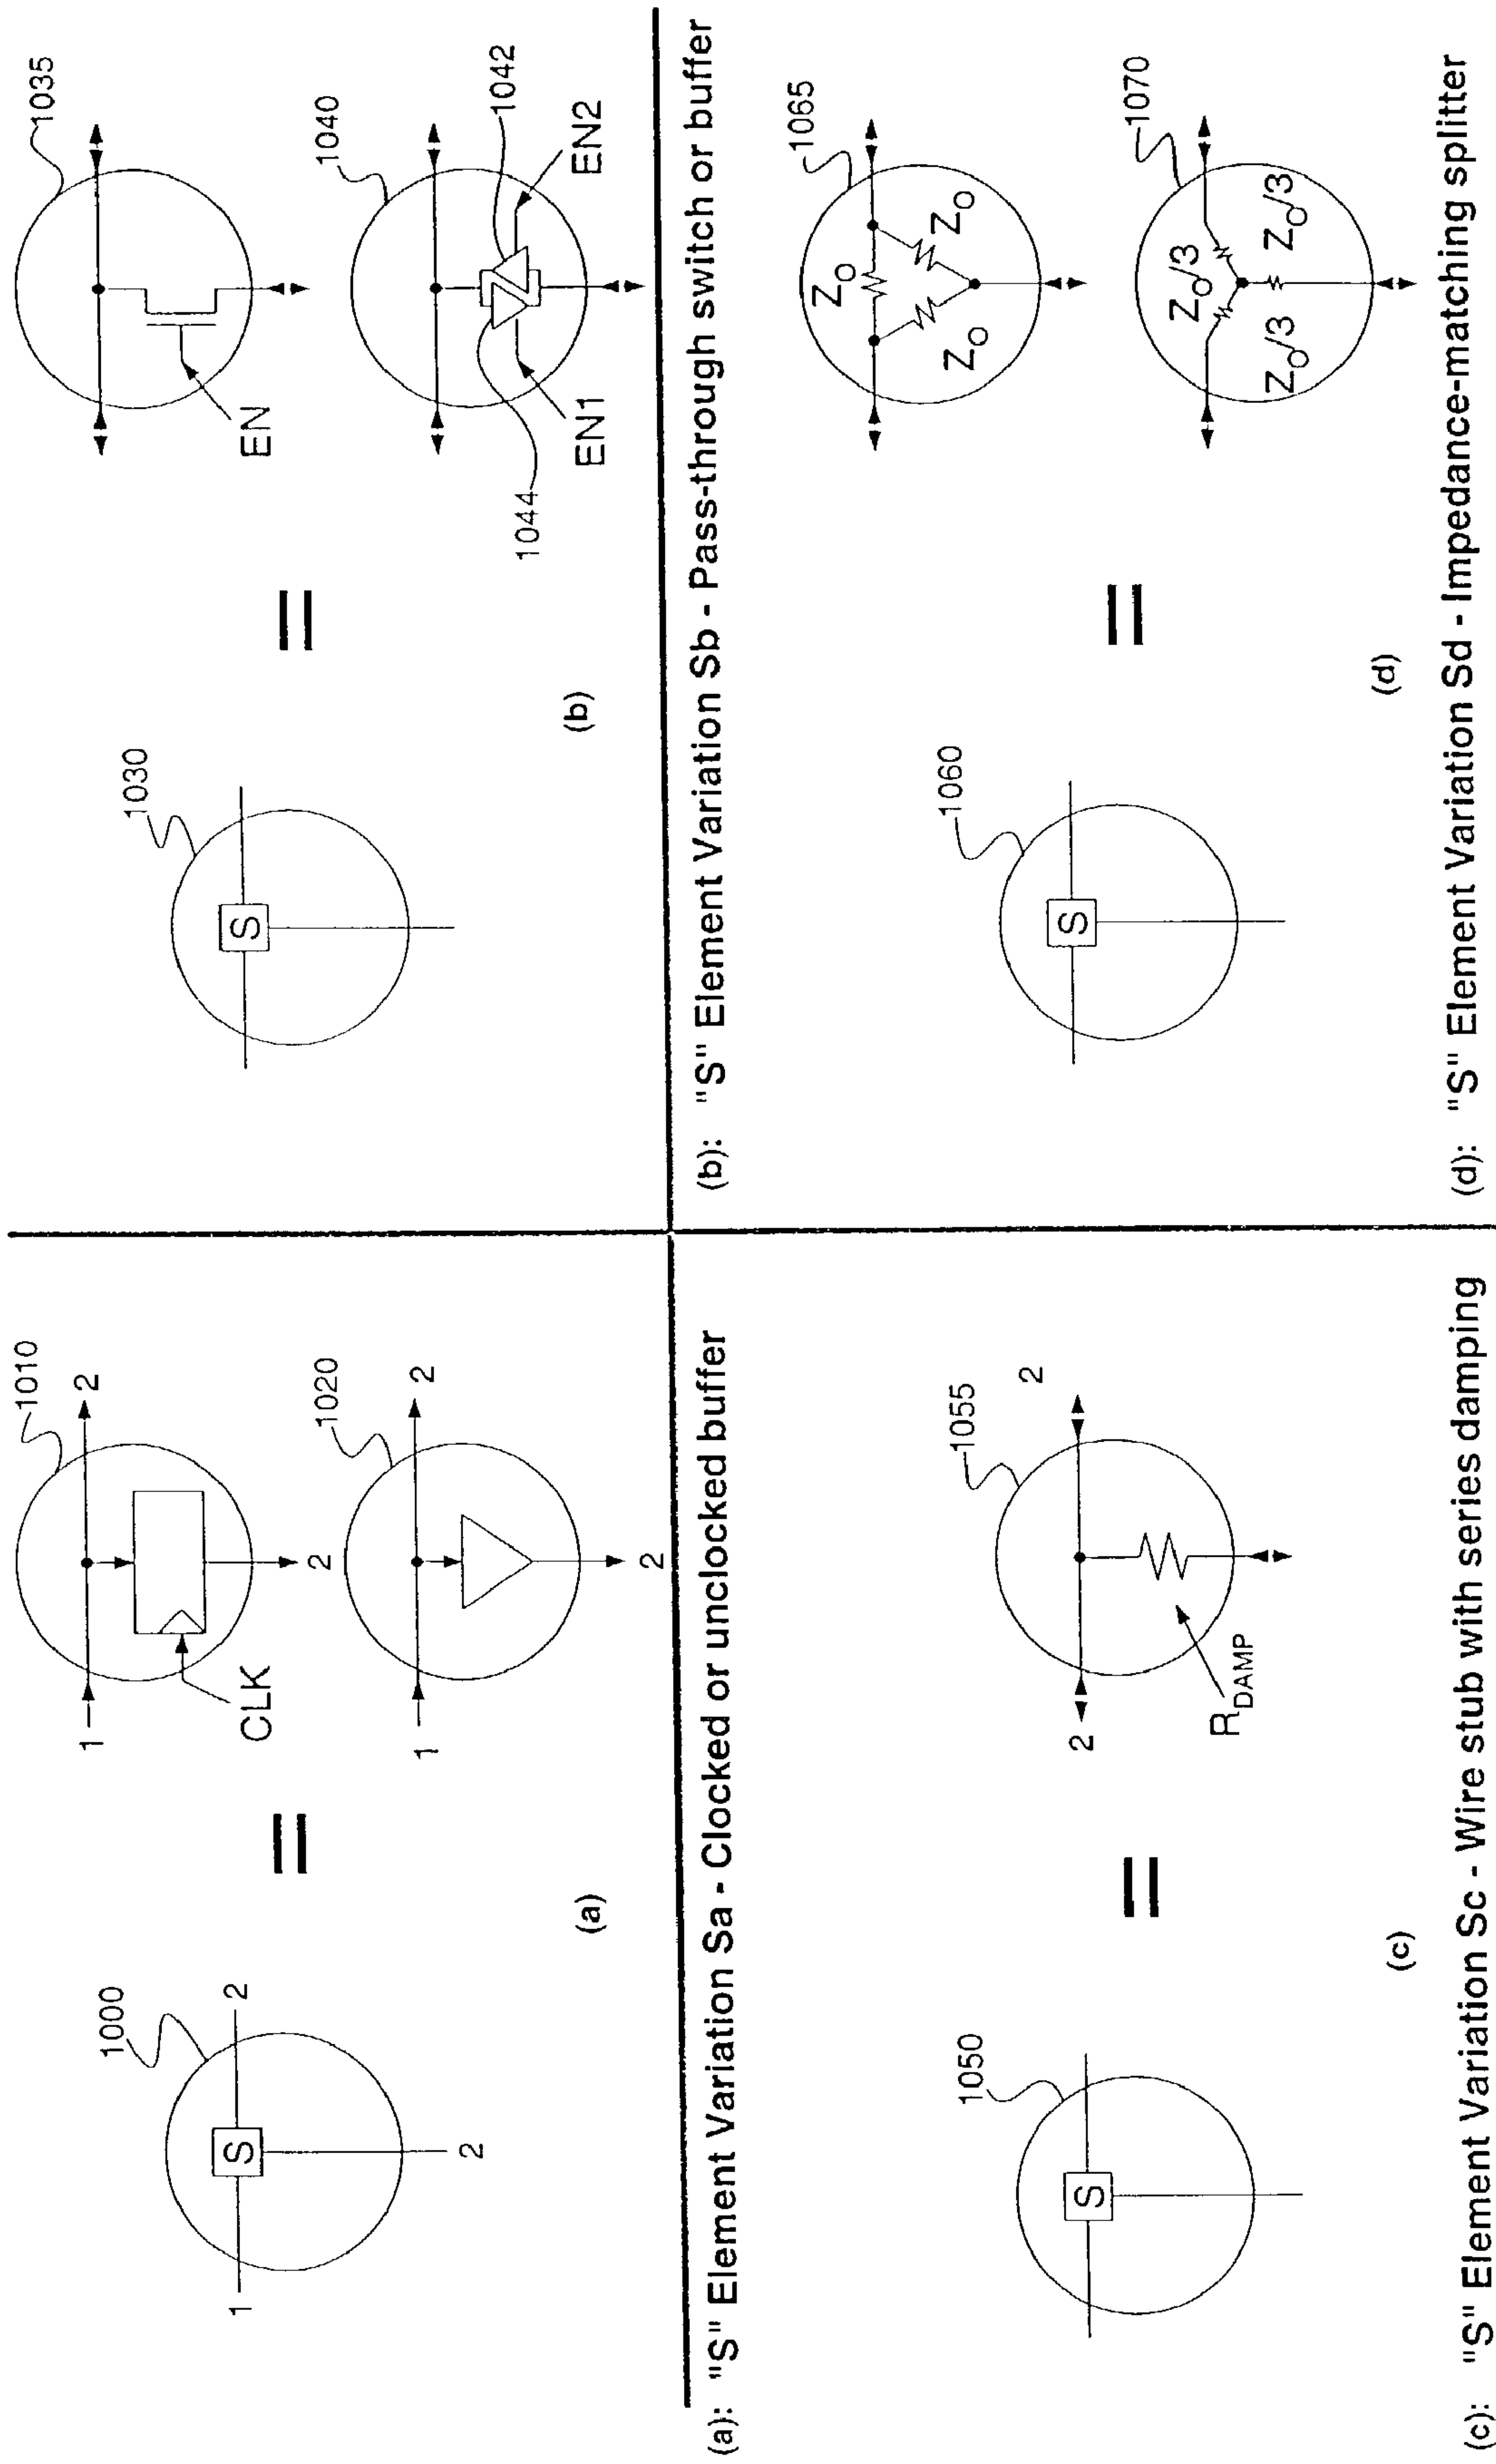 1000
1
S
2
2
(a)
1010
1
2
CLK
2
1020
1
2
2
(a): "S" Element Variation Sa - Clocked or unclocked buffer
1030
S
(b)
1035
EN
1040
1042
1044
EN1
EN2
(b): "S" Element Variation Sb - Pass-through switch or buffer
1050
S
(c)
1055
2
2
RDAMP
(c): "S" Element Variation Sc - Wire stub with series damping
1060
S
(d)
1065
ZO
ZO
ZO
1070
ZO/3
ZO/3
ZO/3
(d): "S" Element Variation Sd - Impedance-matching splitter